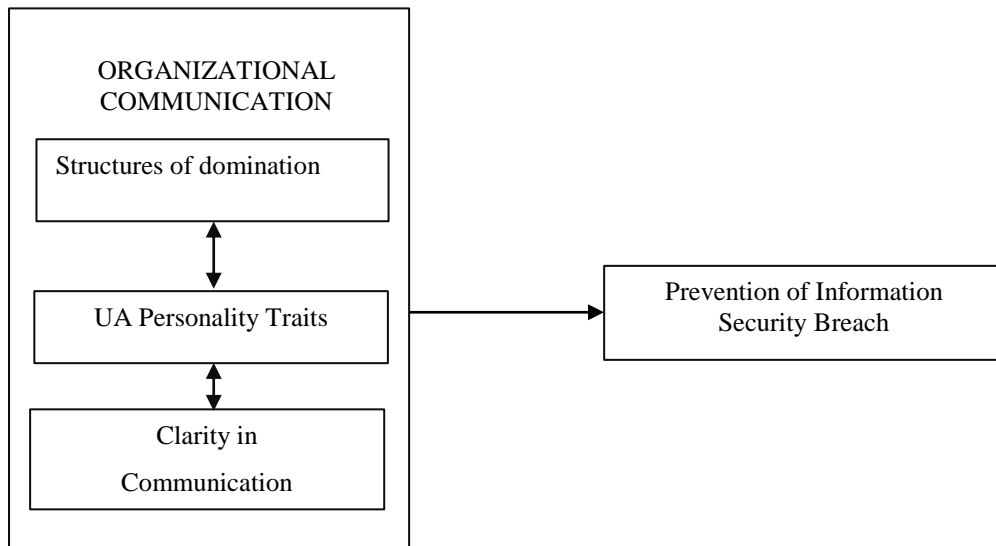 ORGANIZATIONAL
COMMUNICATION
Structures of domination
UA Personality Traits
Clarity in
Communication
Prevention of Information
Security Breach